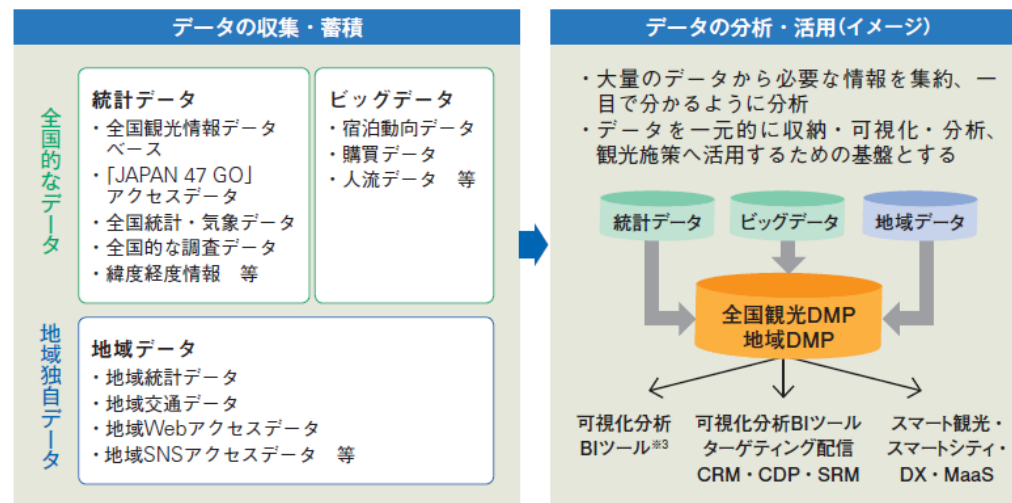 データの収集・蓄積
全国的なデータ
統計データ
・全国観光情報データ
ベース
・「JAPAN 47 GO」
アクセスデータ
・全国統計・気象データ
・全国的な調査データ
・緯度経度情報　等
ビッグデータ
・宿泊動向データ
・購買データ
・人流データ　等
地域独自データ
地域データ
・地域統計データ
・地域交通データ
・地域Webアクセスデータ
・地域SNSアクセスデータ　等
データの分析・活用(イメージ)
・大量のデータから必要な情報を集約、一
目で分かるように分析
・データを一元的に収納・可視化・分析、
観光施策へ活用するための基盤とする
統計データ
ビッグデータ
地域データ
全国観光DMP
地域DMP
可視化分析
BIツール※3
可視化分析BIツール
ターゲティング配信
CRM・CDP・SRM
スマート観光・
スマートシティ・
DX・MaaS